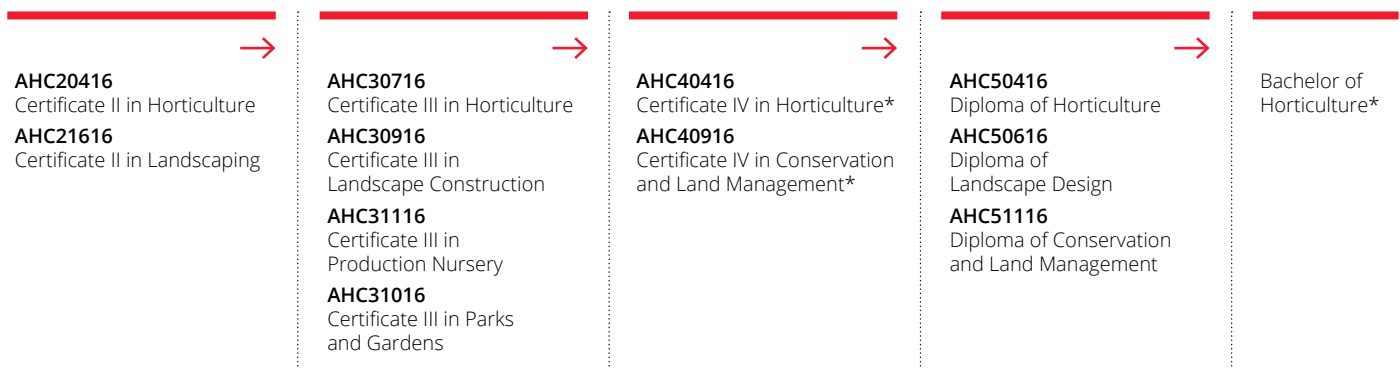 AHC20416
Certificate II in Horticulture
AHC21616
Certificate II in Landscaping
AHC30716
Certificate III in Horticulture
AHC30916
Certificate III in
Landscape Construction
AHC31116
Certificate III in
Production Nursery
AHC31016
Certificate III in Parks
and Gardens
AHC40416
Certificate IV in Horticulture*
AHC40916
Certificate IV in Conservation
and Land Management*
AHC50416
Diploma of Horticulture
AHC50616
Diploma of
Landscape Design
AHC51116
Diploma of Conservation
and Land Management
Bachelor of
Horticulture*